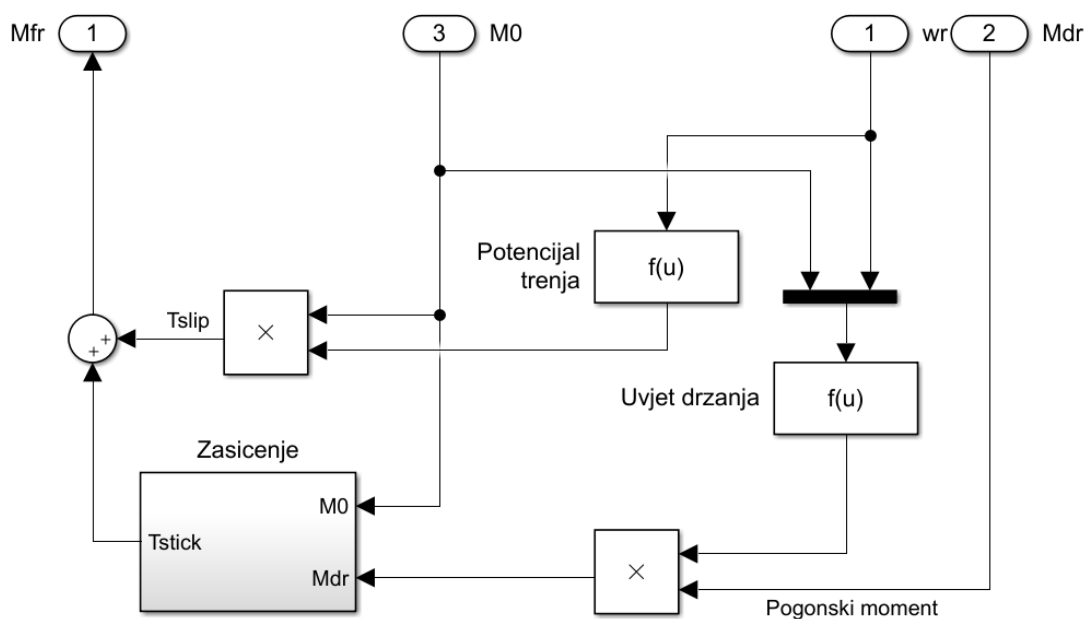 Mfr
1
3
M0
1
wr
2
Mdr
Potencijal
trenja
f(u)
Tslip
×
Uvjet drzanja
f(u)
Zasicenje
M0
Tstick
Mdr
×
Pogonski moment
+
+